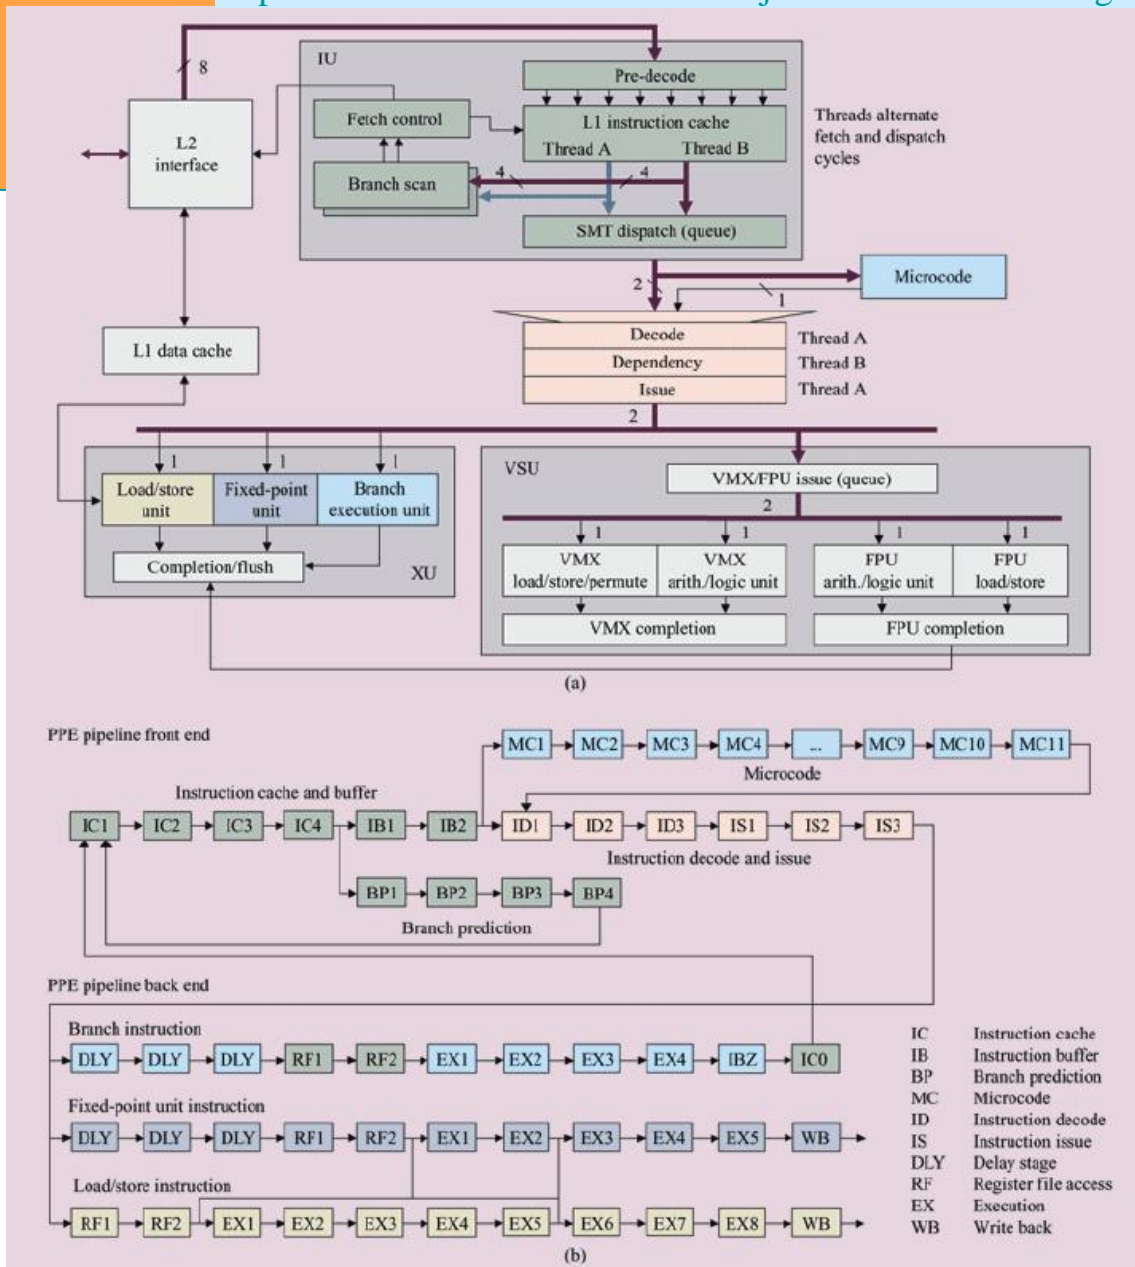 8
IU
Pre-decode
L2
interface
Fetch control
L1 instruction cache
Thread A
Thread B
Threads alternate
fetch and dispatch
cycles
Branch scan
4
4
SMT dispatch (queue)
2
1
Microcode
L1 data cache
Decode
Thread A
Dependency
Thread B
Issue
Thread A
2
1
1
1
Load/store
unit
Fixed-point
unit
Branch
execution unit
Completion/flush
XU
VSU
VMX/FPU issue (queue)
2
1
1
1
1
VMX
load/store/permute
VMX
arith./logic unit
FPU
arith./logic unit
FPU
load/store
VMX completion
FPU completion
(a)
PPE pipeline front end
MC1 MC2 MC3 MC4 ... MC9 MC10 MC11
Microcode
Instruction cache and buffer
IC1 IC2 IC3 IC4 IB1 IB2 ID1 ID2 ID3 IS1 IS2 IS3
Instruction decode and issue
BP1 BP2 BP3 BP4
Branch prediction
PPE pipeline back end
Branch instruction
DLY DLY DLY RF1 RF2 EX1 EX2 EX3 EX4 IBZ IC0
Fixed-point unit instruction
DLY DLY DLY RF1 RF2 EX1 EX2 EX3 EX4 EX5 WB
Load/store instruction
RF1 RF2 EX1 EX2 EX3 EX4 EX5 EX6 EX7 EX8 WB
IC Instruction cache
IB Instruction buffer
BP Branch prediction
MC Microcode
ID Instruction decode
IS Instruction issue
DLY Delay stage
RF Register file access
EX Execution
WB Write back
(b)